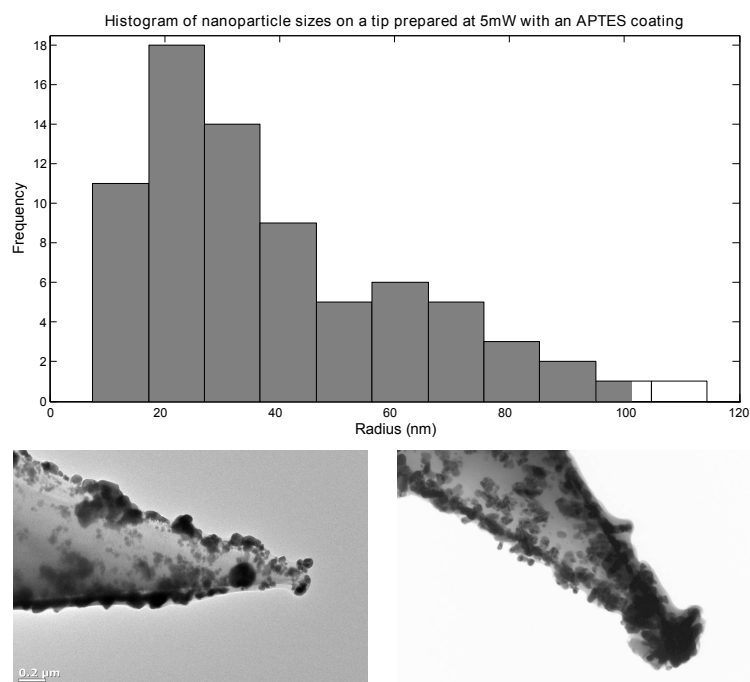 Histogram of nanoparticle sizes on a tip prepared at 5mW with an APTES coating
18
16
14
12
10
8
6
4
2
0
Frequency
0 20 40 60 80 100 120
Radius (nm)
0.2 µm